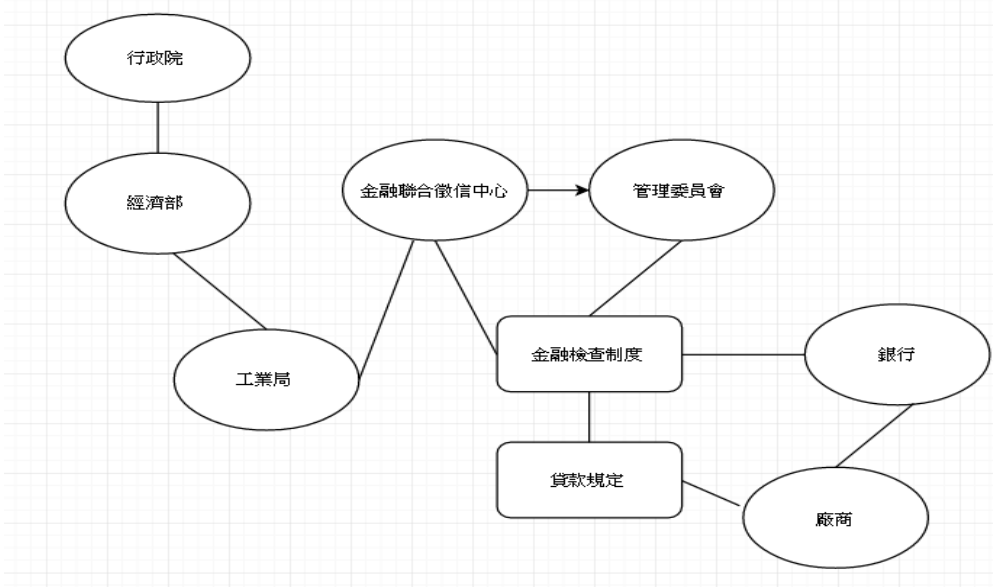 行政院
經濟部
金融聯合徵信中心
管理委員會
工業局
金融檢查制度
銀行
貸款規定
廠商